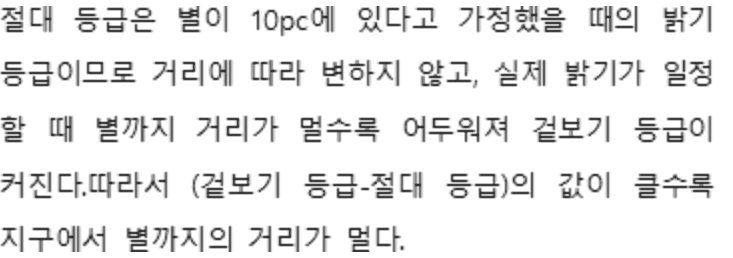 절대 등급은 별이 10pc에 있다고 가정했을 때의 밝기
등급이므로 거리에 따라 변하지 않고, 실제 밝기가 일정
할 때 별까지 거리가 멀수록 어두워져 겉보기 등급이
커진다.따라서 (겉보기 등급-절대 등급)의 값이 클수록
지구에서 별까지의 거리가 멀다.